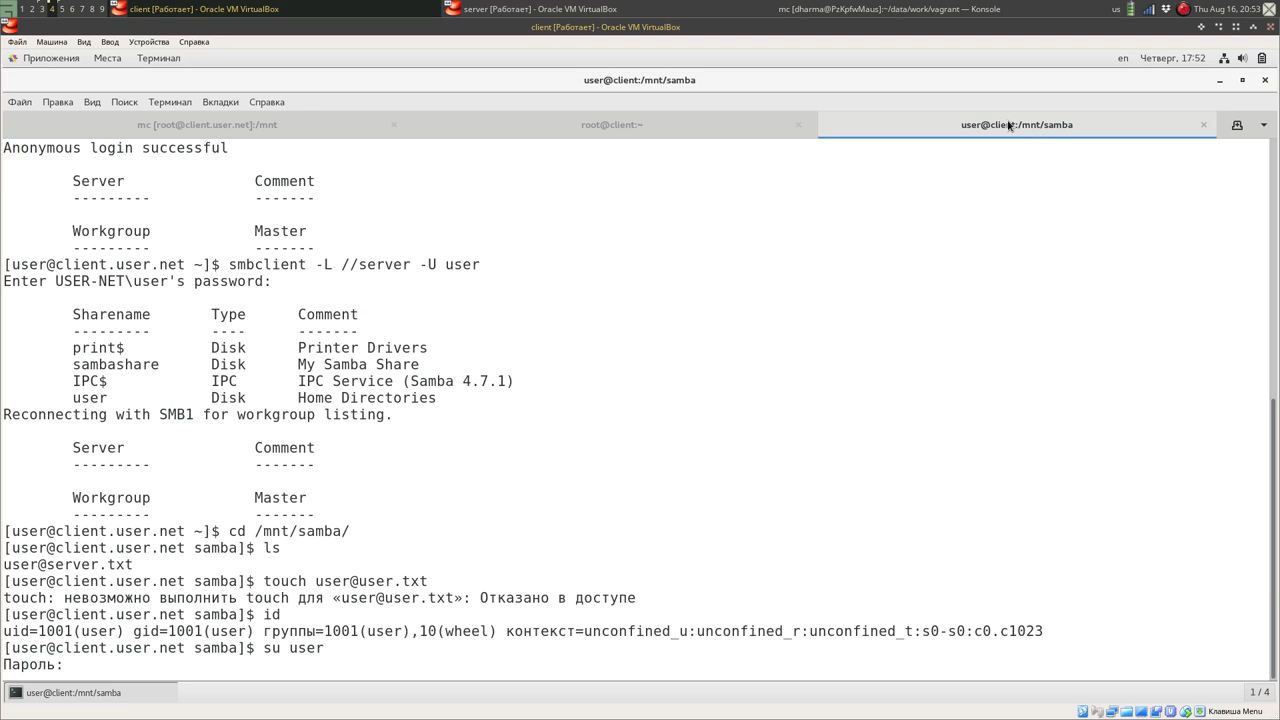 1 2 3 4 5 6 7 8 9 client [Работает] - Oracle VM VirtualBox server [Работает] - Oracle VM VirtualBox mc [dharma@PzKpfwMaus]:~/data/work/vagrant — Konsole us Thu Aug 16, 20:53
client [Работает] - Oracle VM VirtualBox
Файл Машина Вид Ввод Устройства Справка
Приложения Места Терминал en Четверг, 17:52
user@client:/mnt/samba
Файл Правка Вид Поиск Терминал Вкладки Справка
mc [root@client.user.net]:/mnt root@client:~ user@client:/mnt/samba
Anonymous login successful
Server Comment
--------- -------
Workgroup Master
--------- -------
[user@client.user.net ~]$ smbclient -L //server -U user
Enter USER-NET\user's password:
Sharename Type Comment
--------- ---- -------
print$ Disk Printer Drivers
sambashare Disk My Samba Share
IPC$ IPC IPC Service (Samba 4.7.1)
user Disk Home Directories
Reconnecting with SMB1 for workgroup listing.
Server Comment
--------- -------
Workgroup Master
--------- -------
[user@client.user.net ~]$ cd /mnt/samba/
[user@client.user.net samba]$ ls
user@server.txt
[user@client.user.net samba]$ touch user@user.txt
touch: невозможно выполнить touch для «user@user.txt»: Отказано в доступе
[user@client.user.net samba]$ id
uid=1001(user) gid=1001(user) группы=1001(user),10(wheel) контекст=unconfined_u:unconfined_r:unconfined_t:s0-s0:c0.c1023
[user@client.user.net samba]$ su user
Пароль:
user@client:/mnt/samba 1 / 4
Клавиша Menu